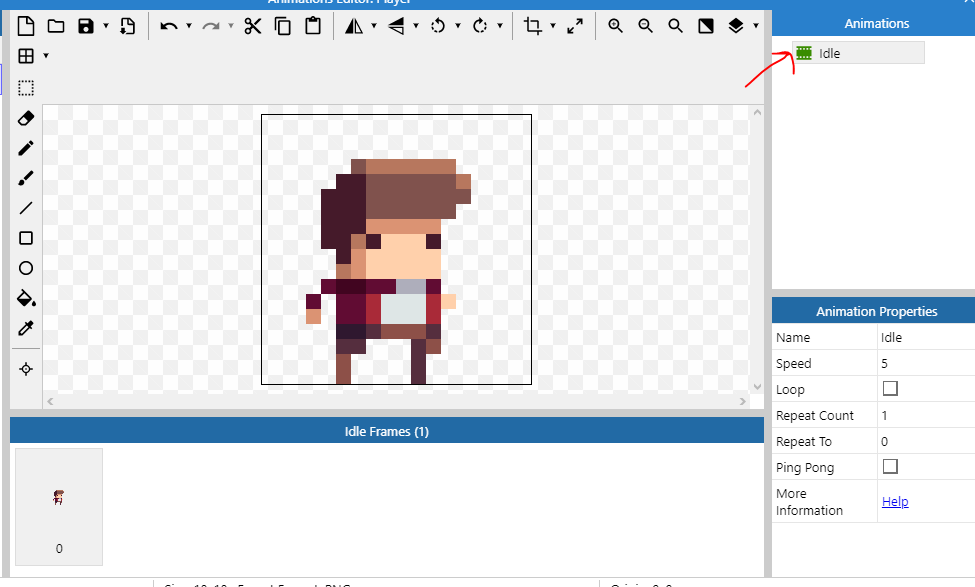 Animations Editor: Player
Animations
Idle
Animation Properties
Name Idle
Speed 5
Loop
Repeat Count 1
Repeat To 0
Ping Pong
More
Information
Help
Idle Frames (1)
0